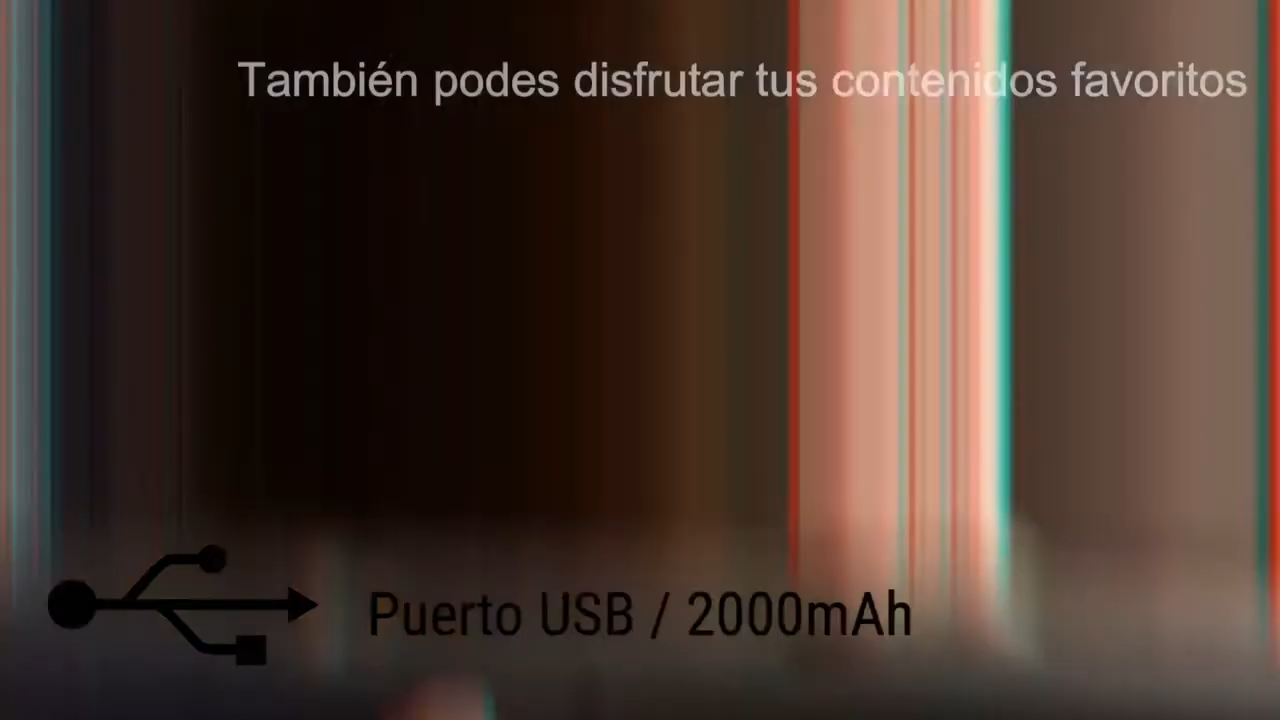 También podes disfrutar tus contenidos favoritos
Puerto USB / 2000mAh